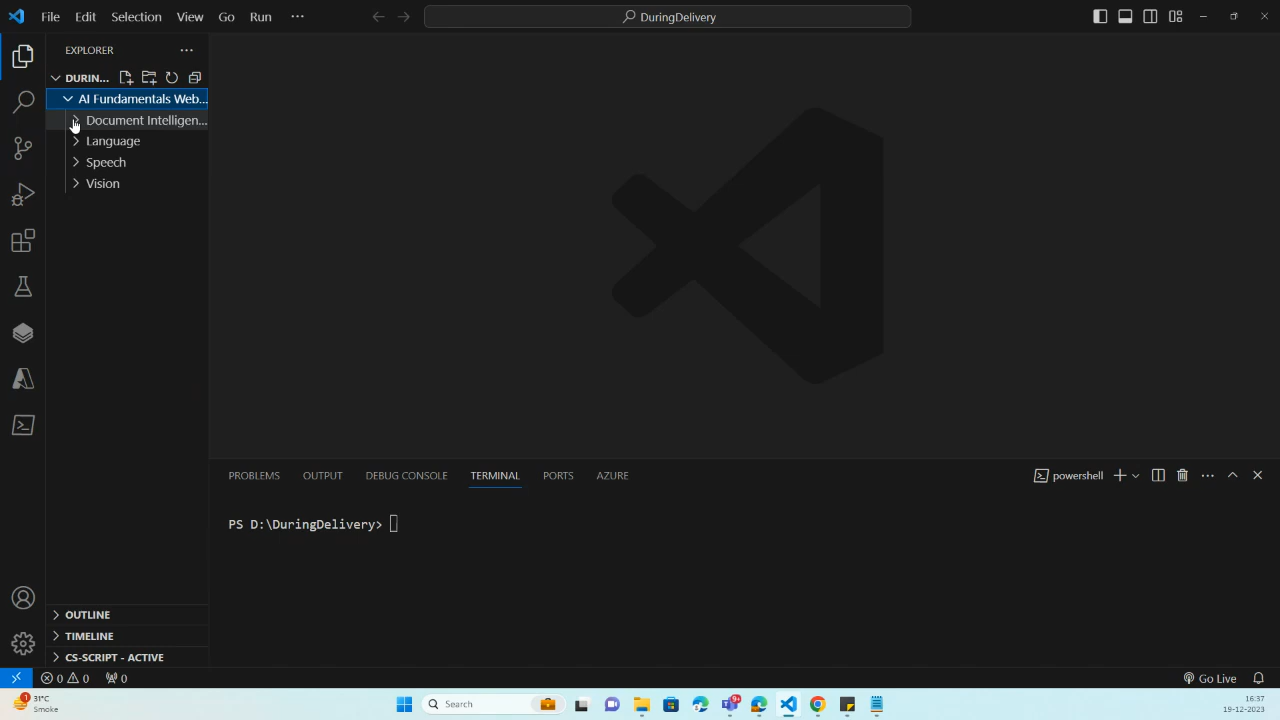 File Edit Selection View Go Run ···
DuringDelivery
EXPLORER
DURIN...
AI Fundamentals Web...
Document Intelligen...
Language
Speech
Vision
PROBLEMS OUTPUT DEBUG CONSOLE TERMINAL PORTS AZURE
powershell
PS D:\DuringDelivery>
OUTLINE
TIMELINE
CS-SCRIPT - ACTIVE
0 0 0
Go Live
1
31°C
Smoke
Search
9+
16:37
19-12-2023